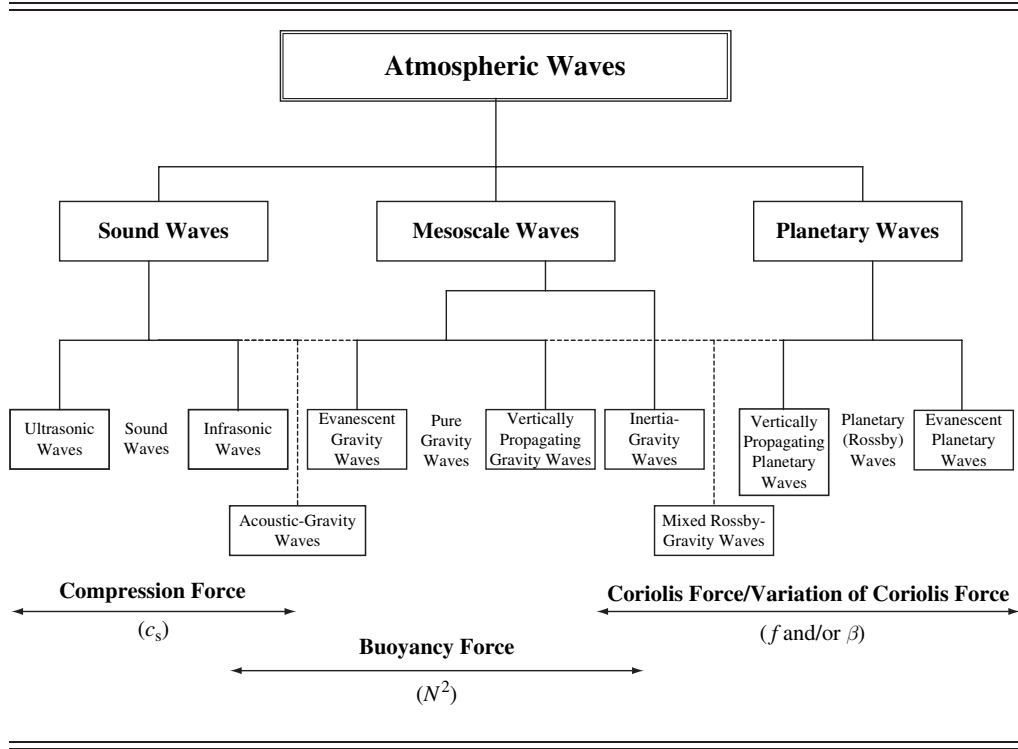 Atmospheric Waves
Sound Waves
Mesoscale Waves
Planetary Waves
Ultrasonic
Waves
Sound
Waves
Infrasonic
Waves
Evanescent
Gravity
Waves
Pure
Gravity
Waves
Vertically
Propagating
Gravity Waves
Inertia-
Gravity
Waves
Vertically
Propagating
Planetary
Waves
Planetary
(Rossby)
Waves
Evanescent
Planetary
Waves
Acoustic-Gravity
Waves
Mixed Rossby-
Gravity Waves
Compression Force
(cₛ)
Buoyancy Force
(N²)
Coriolis Force/Variation of Coriolis Force
(f and/or β)